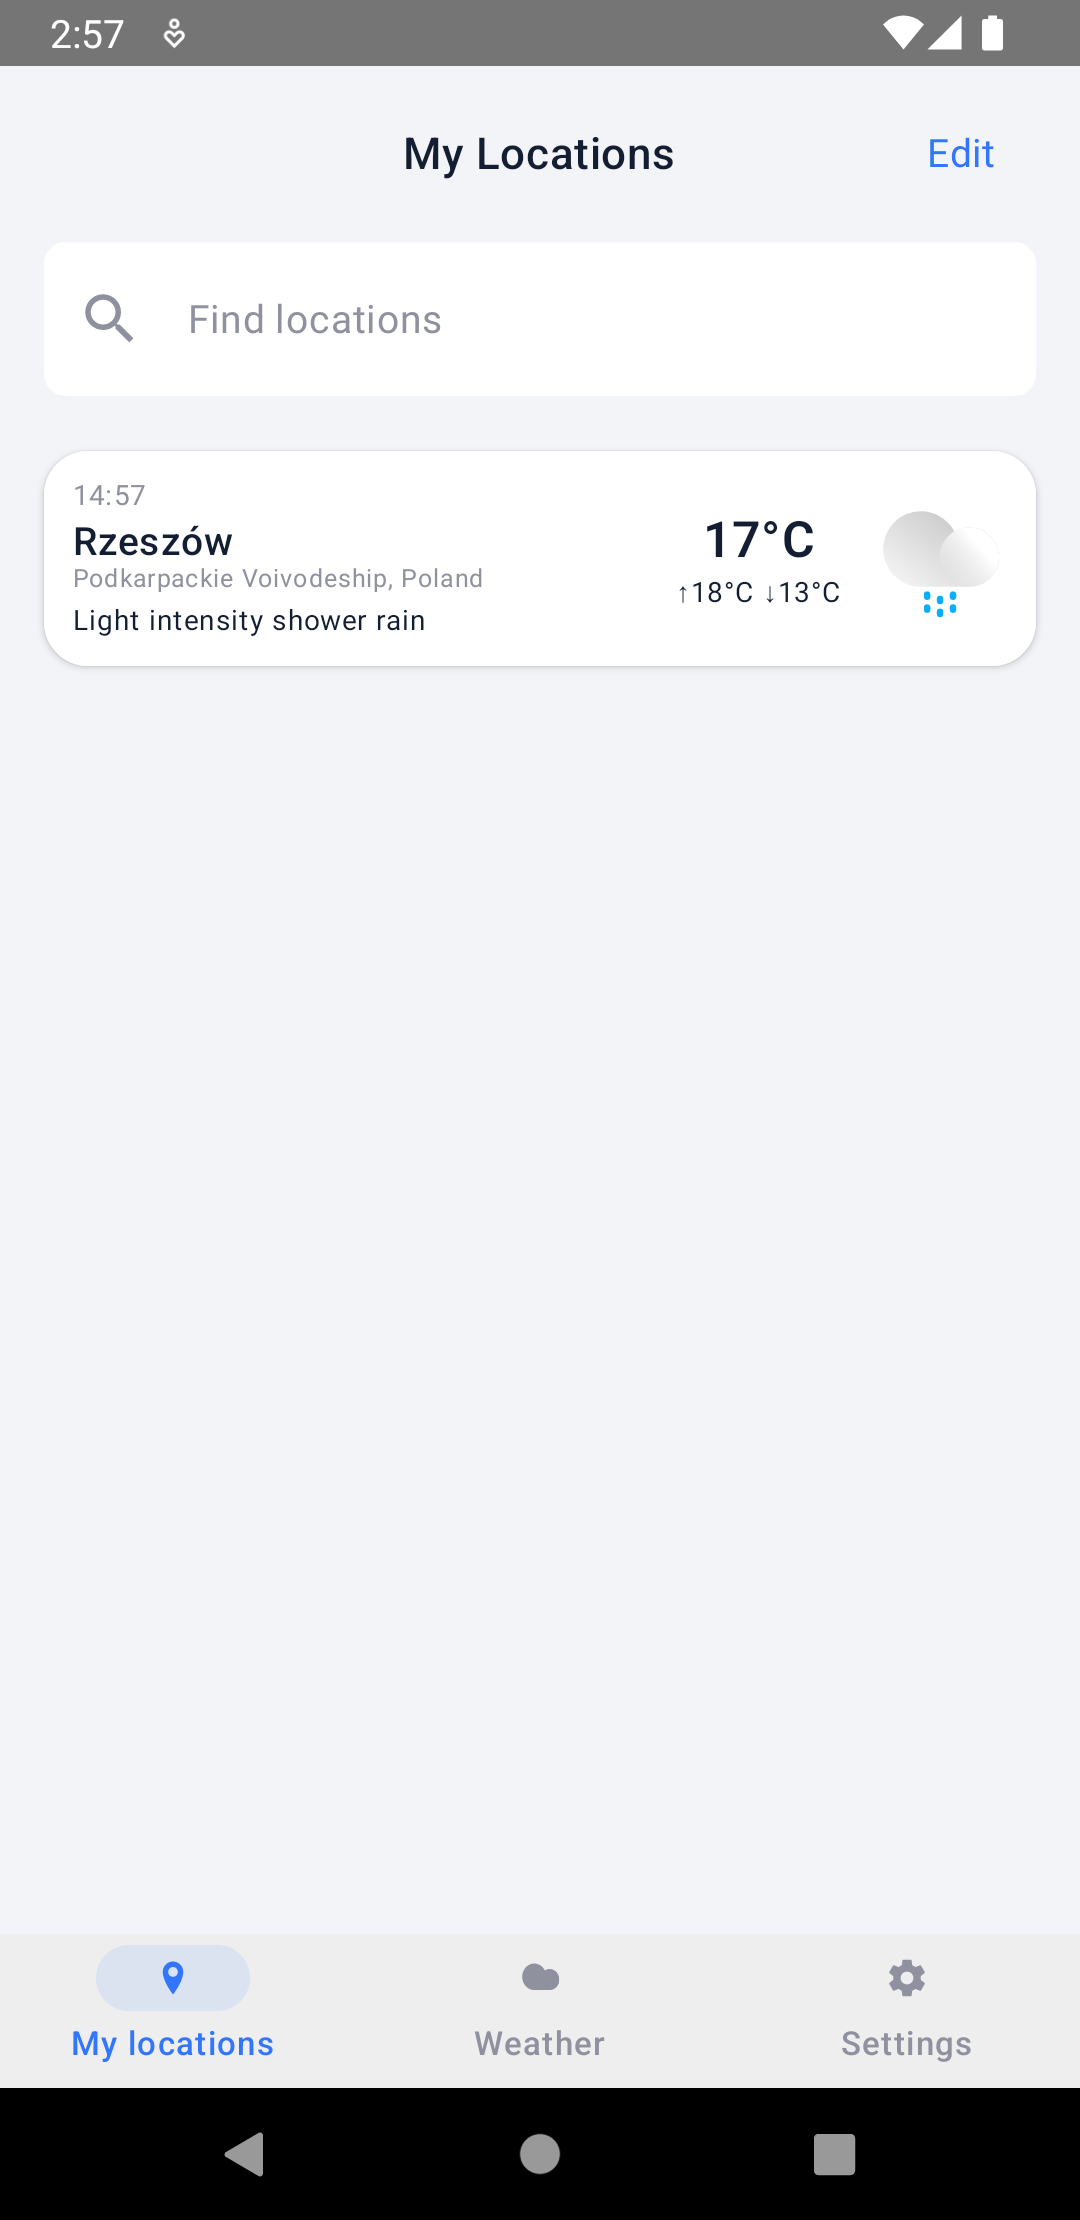 2:57
My Locations
Edit
Find locations
14:57
Rzeszów
Podkarpackie Voivodeship, Poland
Light intensity shower rain
17°C
↑18°C ↓13°C
My locations
Weather
Settings